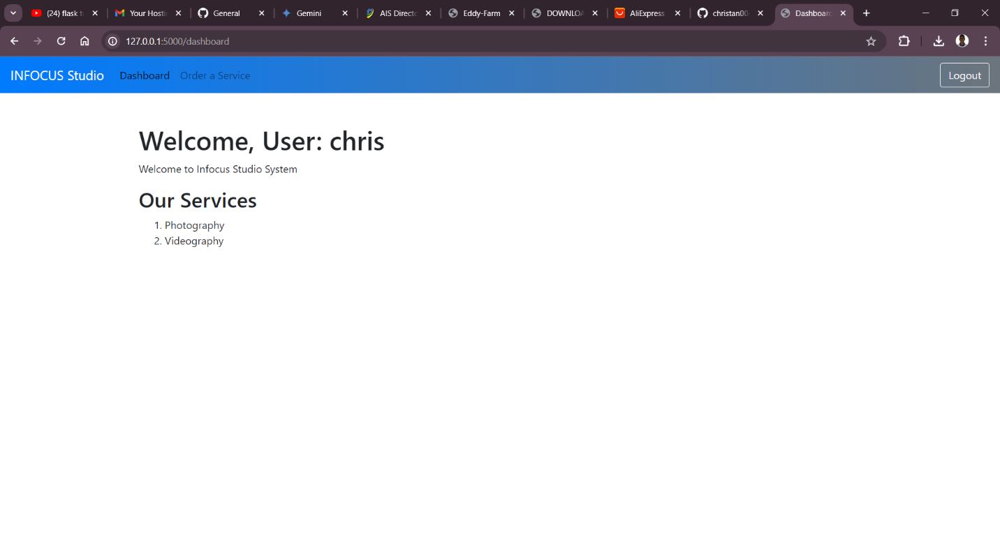 (24) flask t
Your Hosti
General
Gemini
AIS Direct
Eddy-Farm
DOWNLOA
AliExpress
christan00
Dashboard
127.0.0.1:5000/dashboard
INFOCUS Studio
Dashboard
Order a Service
Logout
Welcome, User: chris
Welcome to Infocus Studio System
Our Services
1. Photography
2. Videography